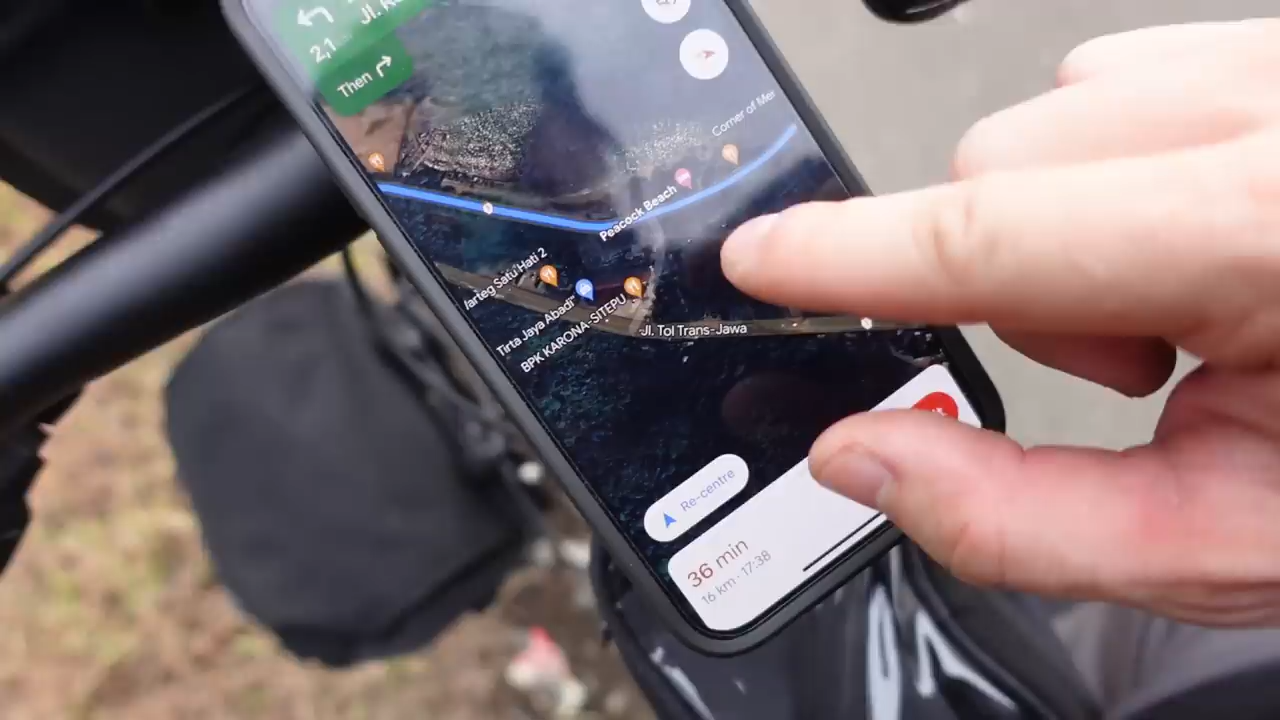 Jl. R
2,1
Then
Corner of Mer
Peacock Beach
Warteg Satu Hati 2
Tirta Jaya Abadi"
BPK KARONA-SITEPU
Jl. Tol Trans-Jawa
Re-centre
36 min
16 km · 17:38